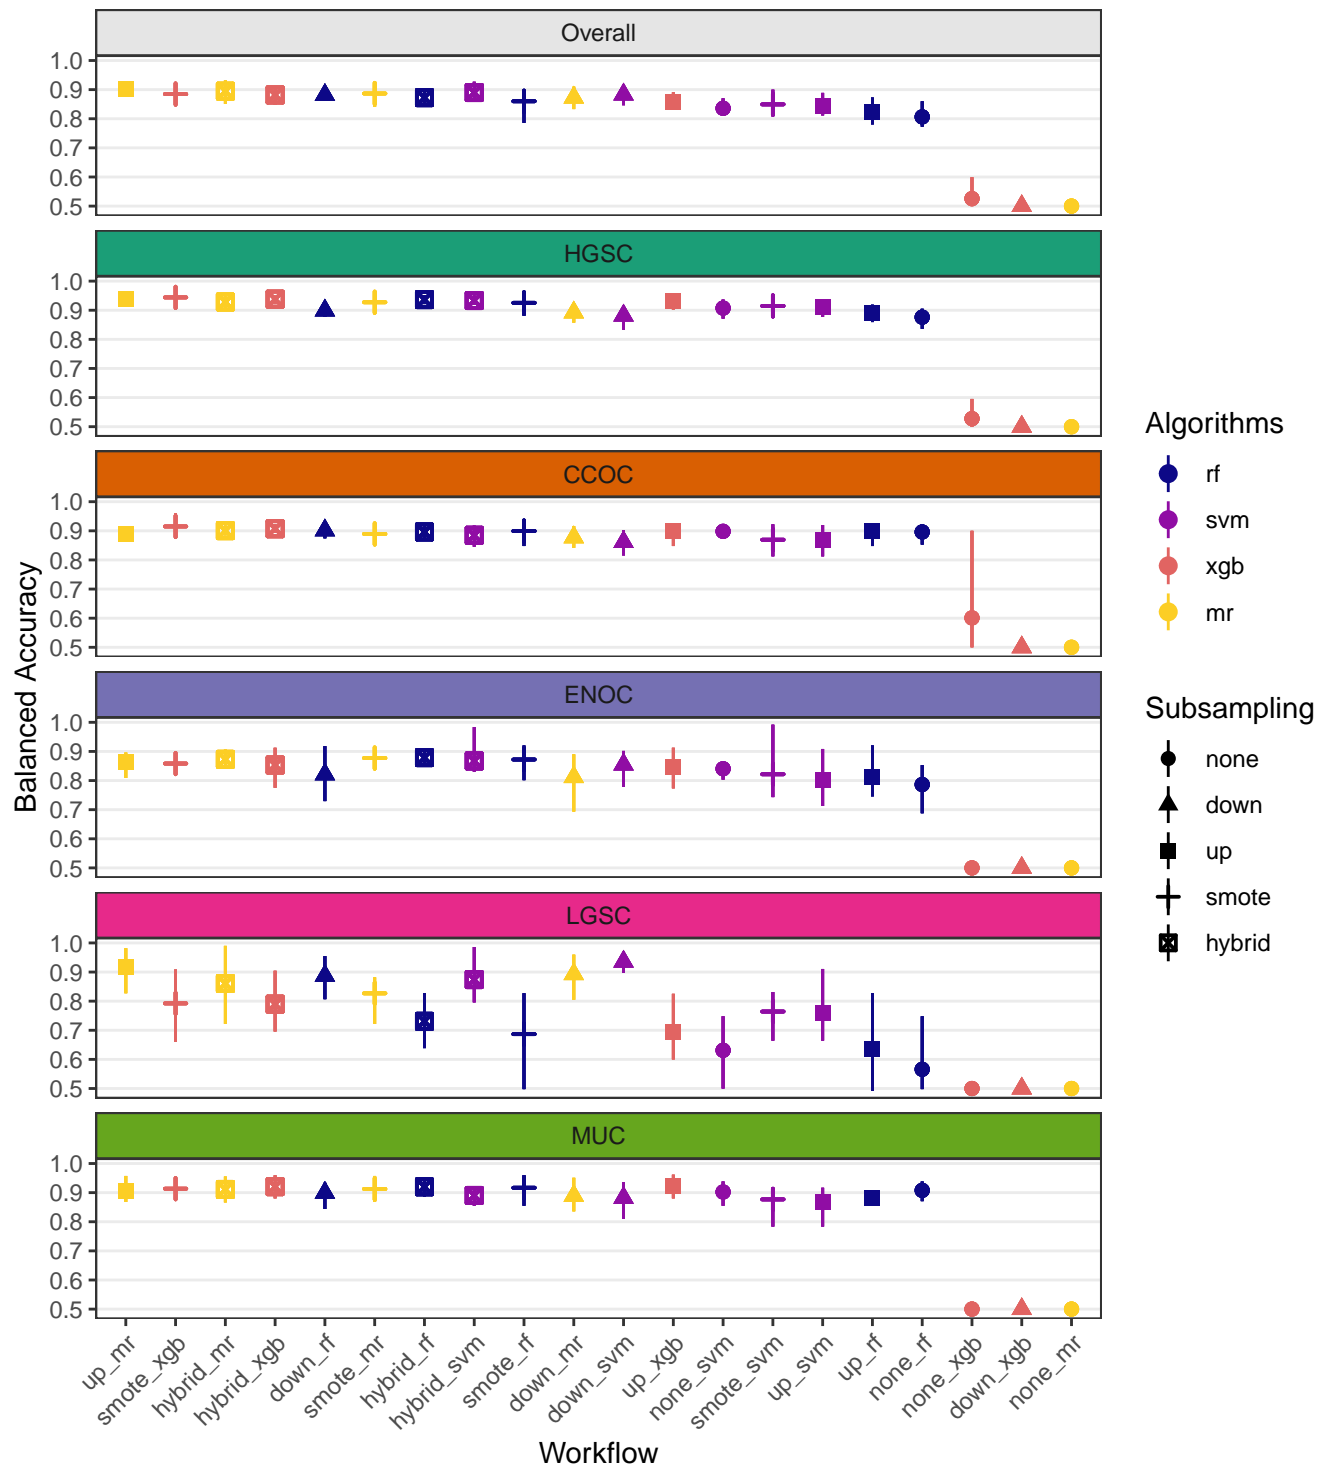 Overall
1.0
0.9
0.8
0.7
0.6
0.5
HGSC
1.0
0.9
0.8
0.7
0.6
0.5
CCOC
1.0
0.9
0.8
0.7
0.6
0.5
ENOC
1.0
0.9
0.8
0.7
0.6
0.5
LGSC
1.0
0.9
0.8
0.7
0.6
0.5
MUC
1.0
0.9
0.8
0.7
0.6
0.5
Balanced Accuracy
up_mr
smote_xgb
hybrid_mr
hybrid_xgb
down_rf
smote_mr
hybrid_rf
hybrid_svm
smote_rf
down_mr
down_svm
up_xgb
none_svm
smote_svm
up_svm
up_rf
none_rf
none_xgb
down_xgb
none_mr
Workflow
Algorithms
rf
svm
xgb
mr
Subsampling
none
down
up
smote
hybrid